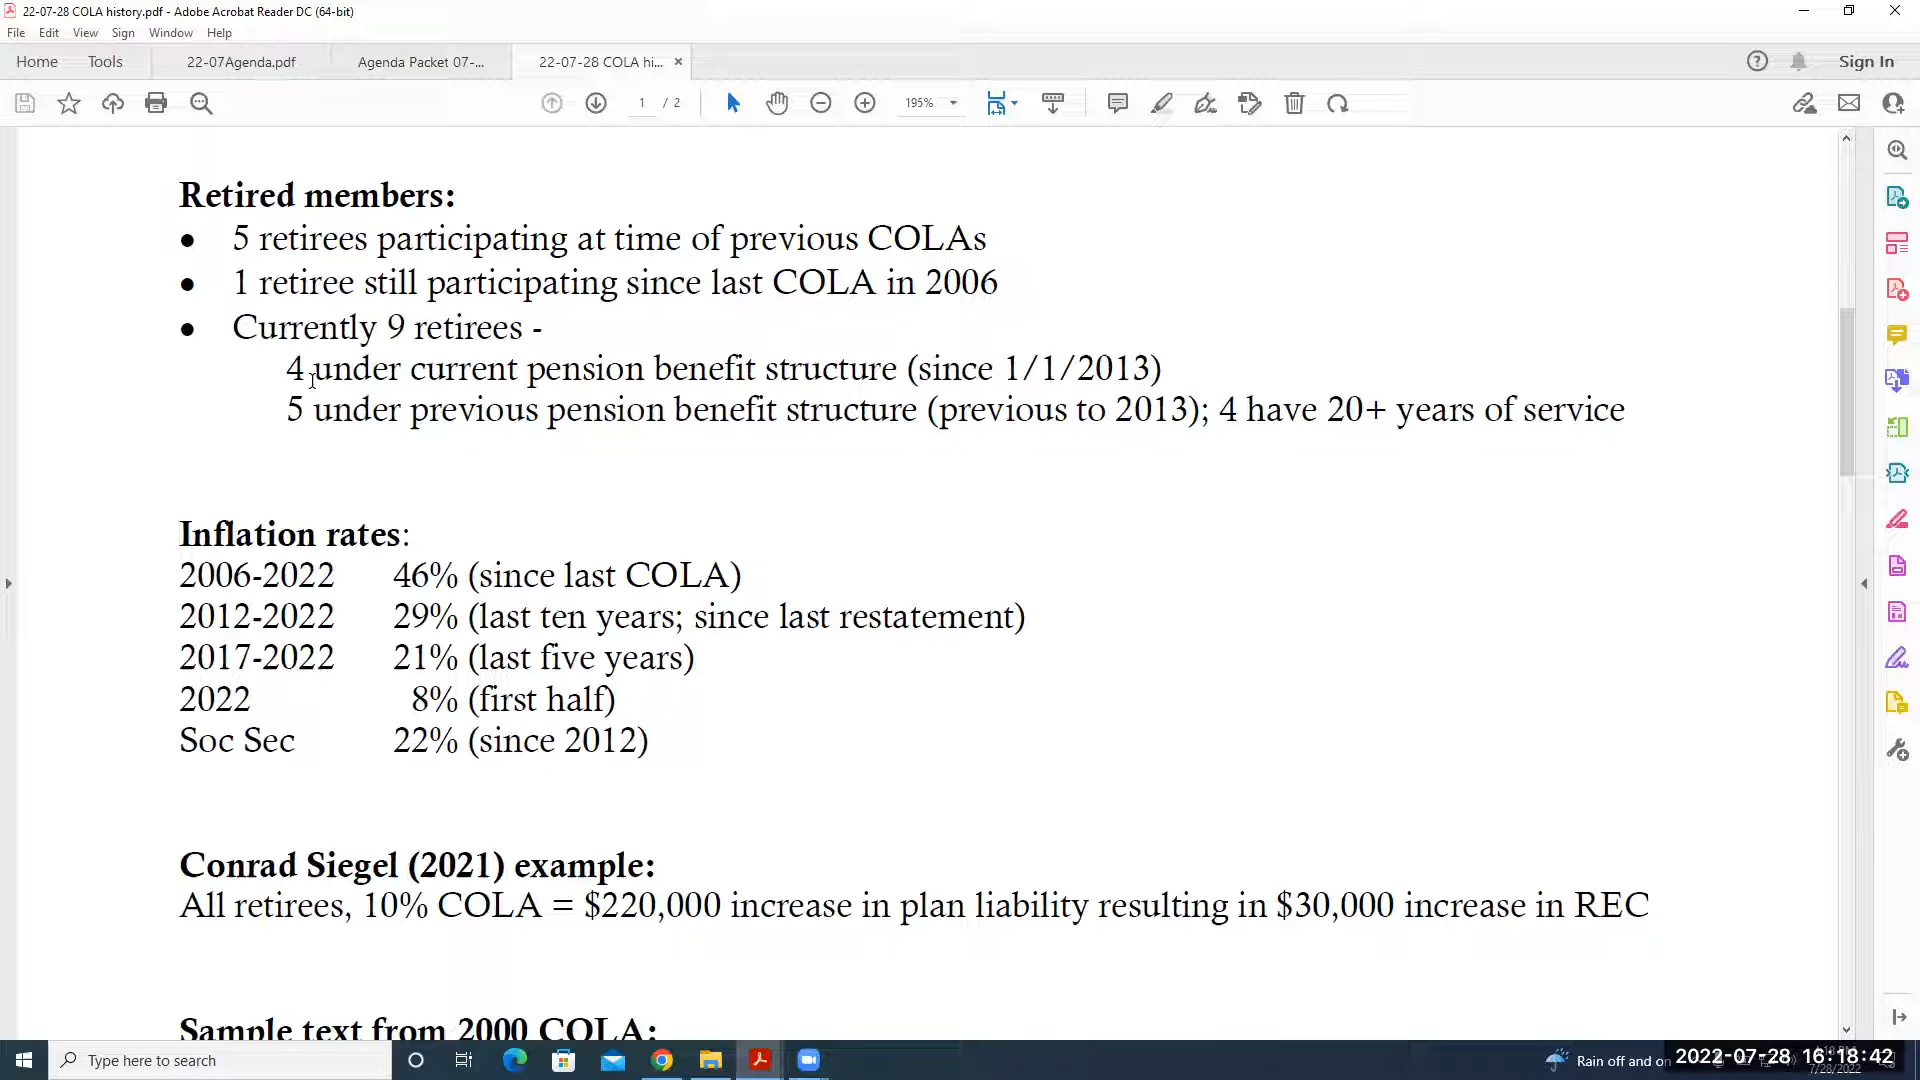 22-07-28 COLA history.pdf - Adobe Acrobat Reader DC (64-bit)
File Edit View Sign Window Help
Home Tools 22-07Agenda.pdf Agenda Packet 07-... 22-07-28 COLA hi... Sign In
1 / 2 195%
Retired members:
• 5 retirees participating at time of previous COLAs
• 1 retiree still participating since last COLA in 2006
• Currently 9 retirees -
4 under current pension benefit structure (since 1/1/2013)
5 under previous pension benefit structure (previous to 2013); 4 have 20+ years of service
Inflation rates:
2006-2022 46% (since last COLA)
2012-2022 29% (last ten years; since last restatement)
2017-2022 21% (last five years)
2022 8% (first half)
Soc Sec 22% (since 2012)
Conrad Siegel (2021) example:
All retirees, 10% COLA = $220,000 increase in plan liability resulting in $30,000 increase in REC
Sample text from 2000 COLA:
Type here to search Rain off and on 2022-07-28 16:18:42
7/28/2022